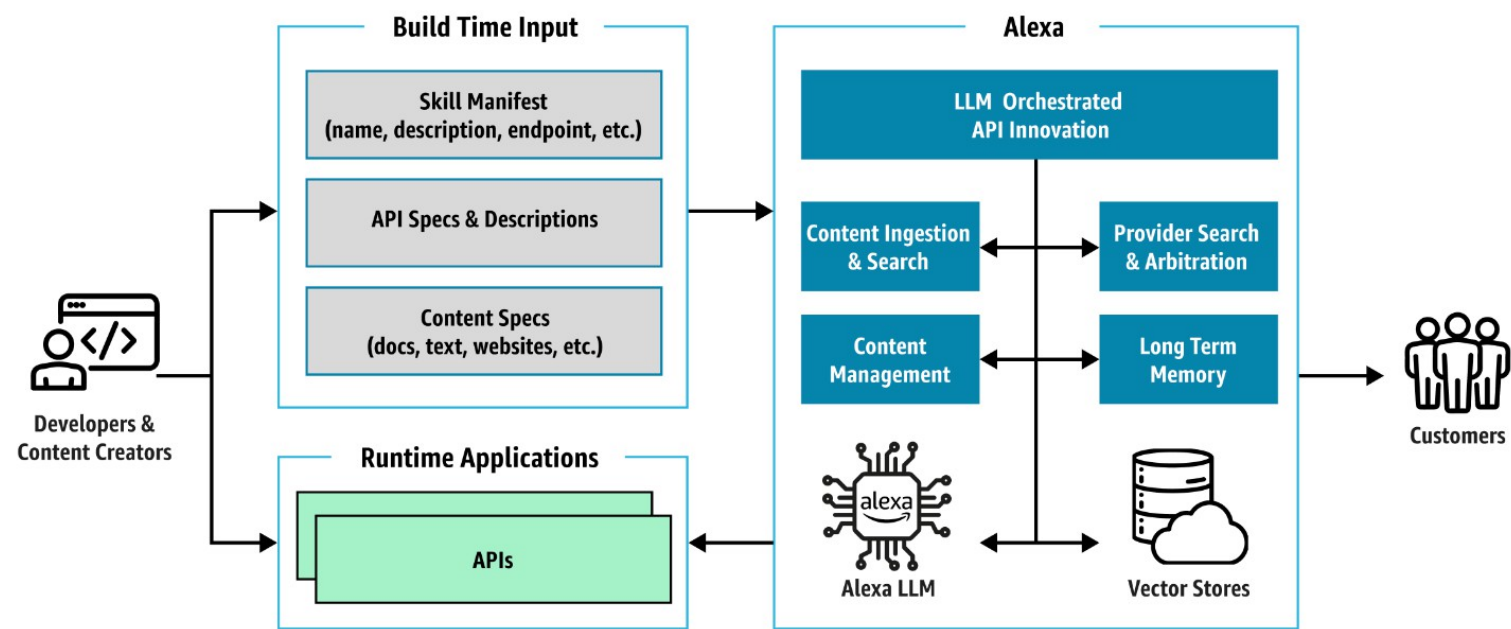 Build Time Input
Skill Manifest
(name, description, endpoint, etc.)
API Specs & Descriptions
Content Specs
(docs, text, websites, etc.)
</>
Developers &
Content Creators
Runtime Applications
APIs
Alexa
LLM Orchestrated
API Innovation
Content Ingestion
& Search
Provider Search
& Arbitration
Content
Management
Long Term
Memory
alexa
Alexa LLM
Vector Stores
Customers